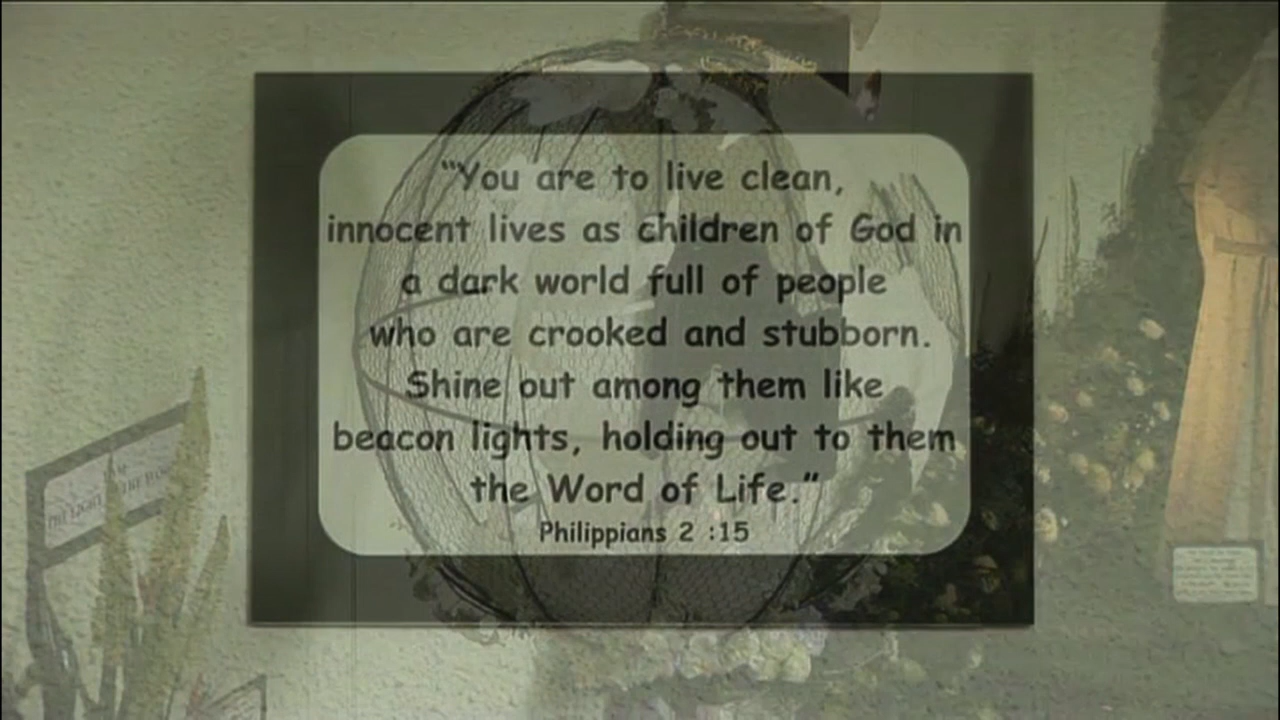 “You are to live clean,
innocent lives as children of God in
a dark world full of people
who are crooked and stubborn.
Shine out among them like
beacon lights, holding out to them
the Word of Life.”
Philippians 2 :15
THE LIGHT